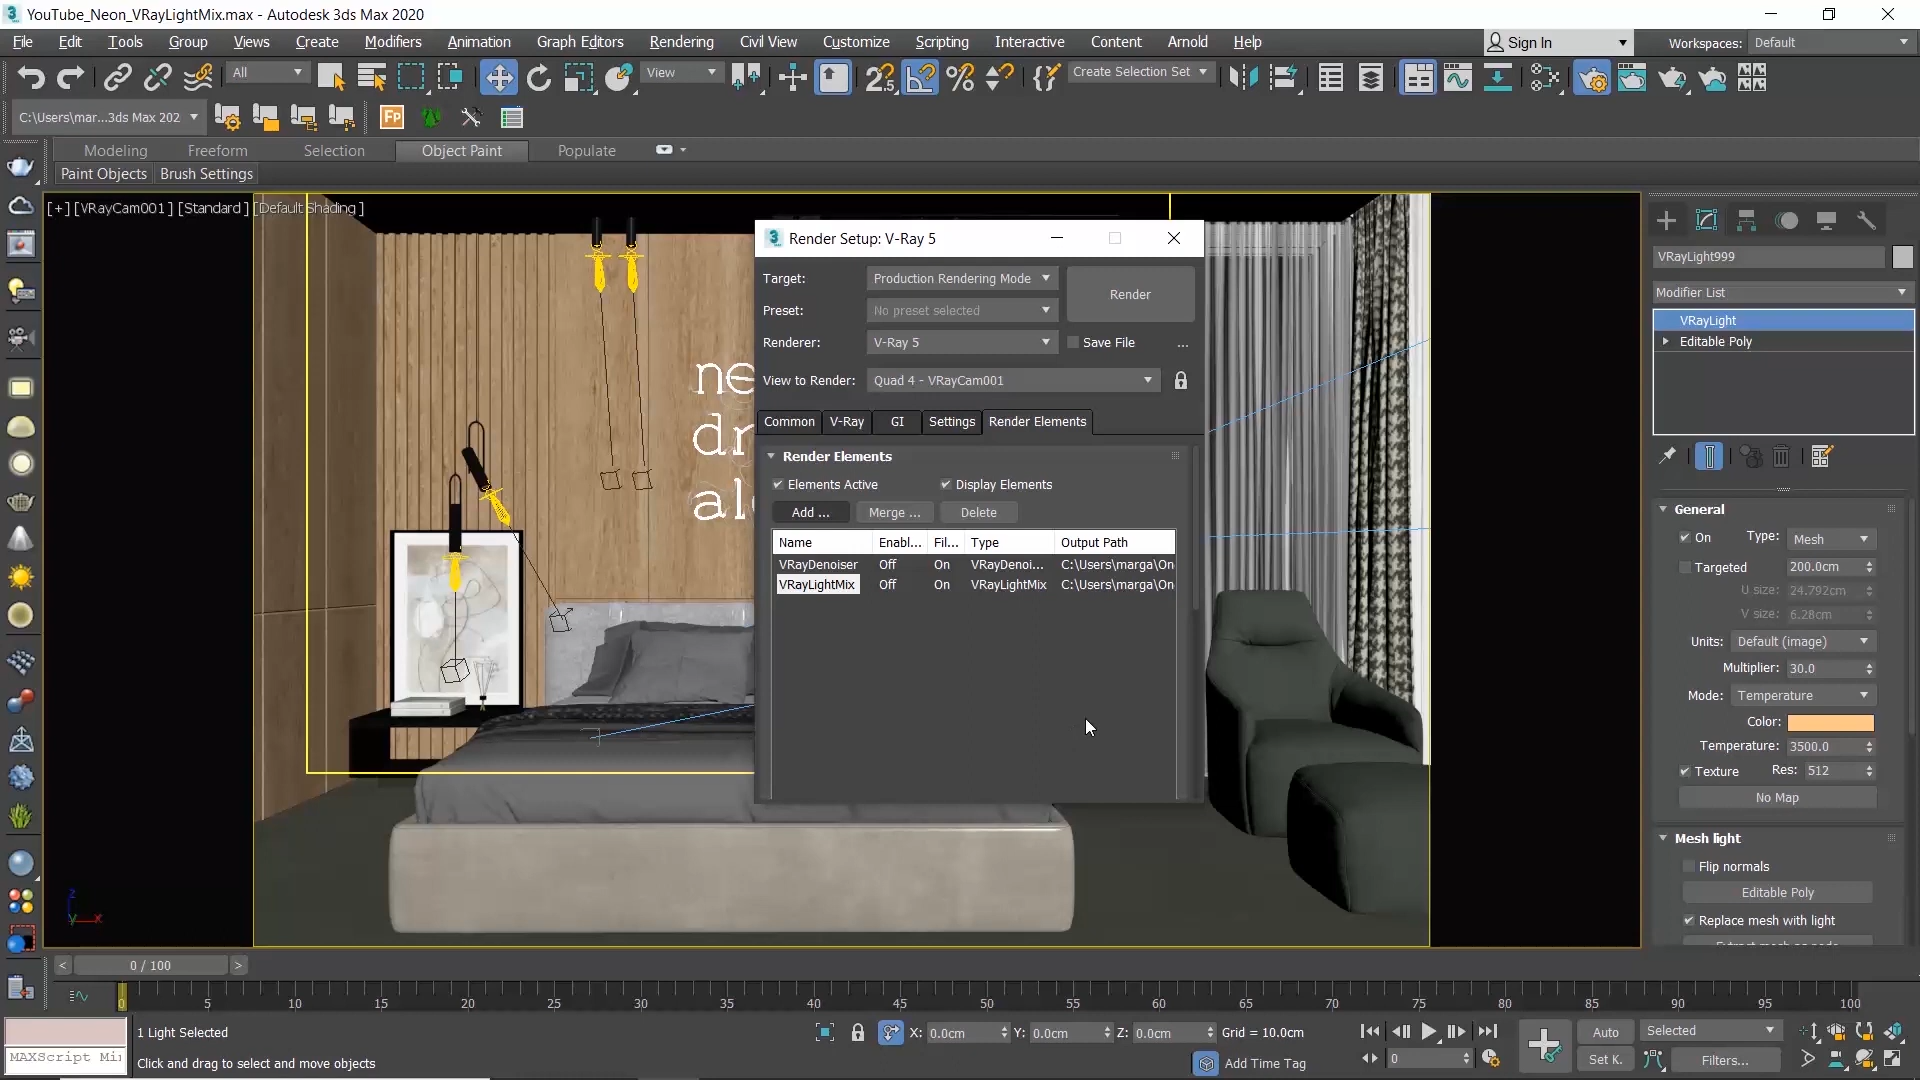 YouTube_Neon_VRayLightMix.max - Autodesk 3ds Max 2020
File Edit Tools Group Views Create Modifiers Animation Graph Editors Rendering Civil View Customize Scripting Interactive Content Arnold Help
Sign In
Workspaces: Default
All
View
Create Selection Set
C:\Users\mar...3ds Max 202
Modeling Freeform Selection Object Paint Populate
Paint Objects Brush Settings
[+] [VRayCam001] [Standard] [Default Shading]
Render Setup: V-Ray 5
Target: Production Rendering Mode
Render
Preset: No preset selected
Renderer: V-Ray 5
Save File ...
View to Render: Quad 4 - VRayCam001
Common V-Ray GI Settings Render Elements
Render Elements
Elements Active Display Elements
Add ... Merge ... Delete
Name Enabl... Fil... Type Output Path
VRayDenoiser Off On VRayDenoi... C:\Users\marga\On
VRayLightMix Off On VRayLightMix C:\Users\marga\On
ne
dr
al
VRayLight999
Modifier List
VRayLight
Editable Poly
General
On Type: Mesh
Targeted 200.0cm
U size: 24.792cm
V size: 6.28cm
Units: Default (image)
Multiplier: 30.0
Mode: Temperature
Color:
Temperature: 3500.0
Texture Res: 512
No Map
Mesh light
Flip normals
Editable Poly
Replace mesh with light
z
y x
< 0 / 100 >
0 5 10 15 20 25 30 35 40 45 50 55 60 65 70 75 80 85 90 95 100
1 Light Selected
X: 0.0cm Y: 0.0cm Z: 0.0cm Grid = 10.0cm
Auto Selected
MAXScript Mi
Click and drag to select and move objects
Add Time Tag
0
Set K. Filters...